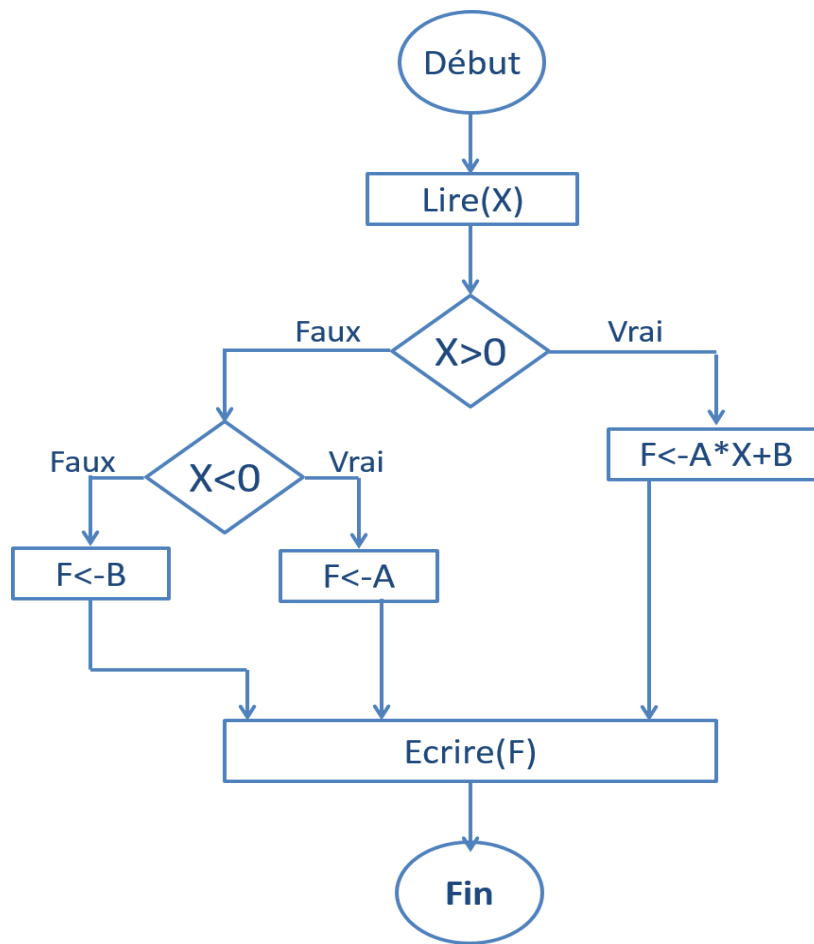 Début
Lire(X)
Faux
Vrai
X>0
Faux
Vrai
X<0
F<-A*X+B
F<-B
F<-A
Ecrire(F)
Fin